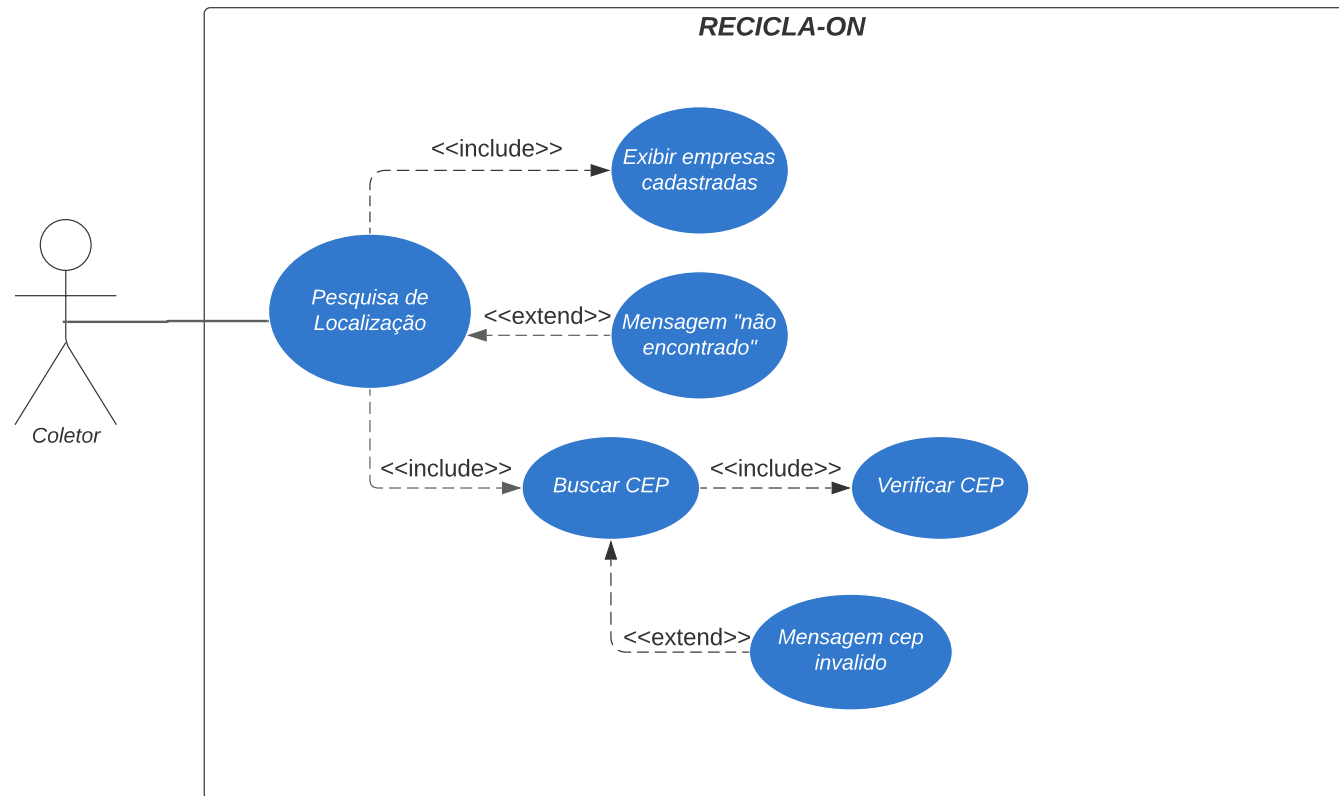 RECICLA-ON
<<include>>
Exibir empresas
cadastradas
Pesquisa de
Localização
<<extend>>
Mensagem "não
encontrado"
Coletor
<<include>>
Buscar CEP
<<include>>
Verificar CEP
<<extend>>
Mensagem cep
invalido